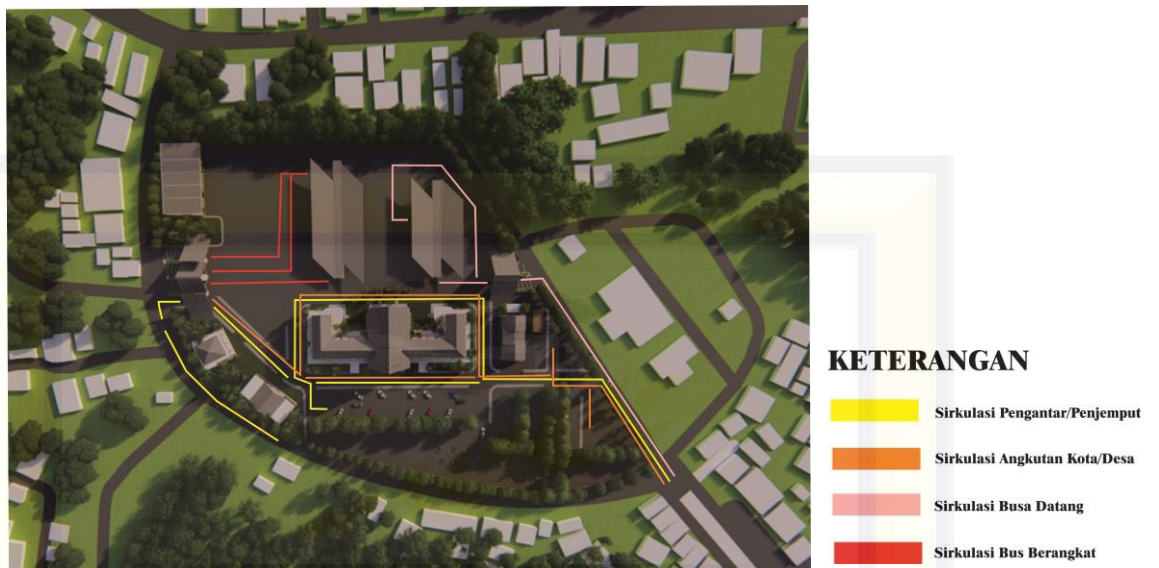 KETERANGAN
Sirkulasi Pengantar/Penjemput
Sirkulasi Angkutan Kota/Desa
Sirkulasi Busa Datang
Sirkulasi Bus Berangkat